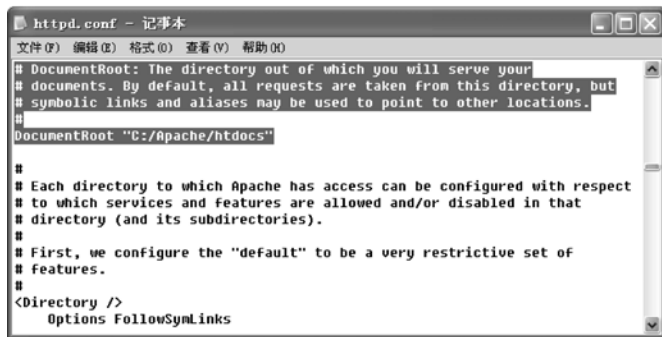 httpd.conf - 记事本
文件(F) 编辑(E) 格式(O) 查看(V) 帮助(H)
# DocumentRoot: The directory out of which you will serve your
# documents. By default, all requests are taken from this directory, but
# symbolic links and aliases may be used to point to other locations.
#
DocumentRoot "C:/Apache/htdocs"
#
# Each directory to which Apache has access can be configured with respect
# to which services and features are allowed and/or disabled in that
# directory (and its subdirectories).
#
# First, we configure the "default" to be a very restrictive set of
# features.
#
<Directory />
    Options FollowSymLinks